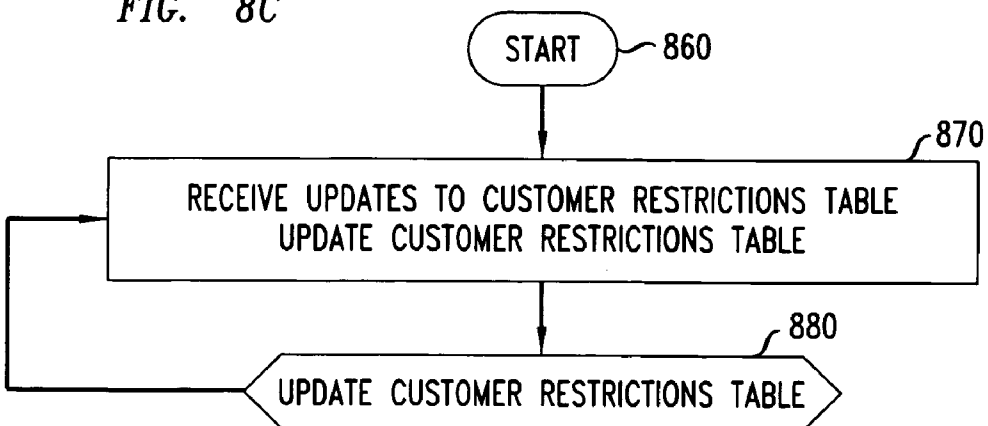 FIG. 8C
START
860
870
RECEIVE UPDATES TO CUSTOMER RESTRICTIONS TABLE
UPDATE CUSTOMER RESTRICTIONS TABLE
880
UPDATE CUSTOMER RESTRICTIONS TABLE